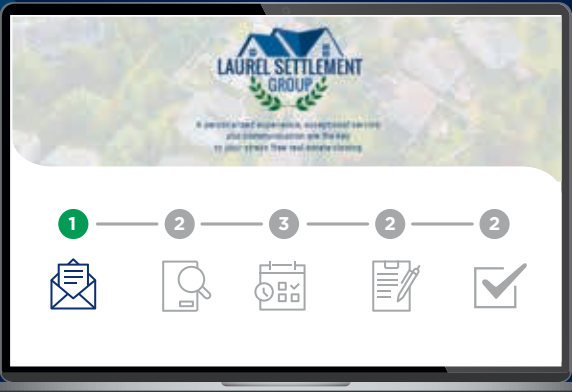 LAUREL SETTLEMENT
GROUP
A personalized experience, exceptional service
plus communication are the key
to your stress free real estate closing
1 2 3 2 2